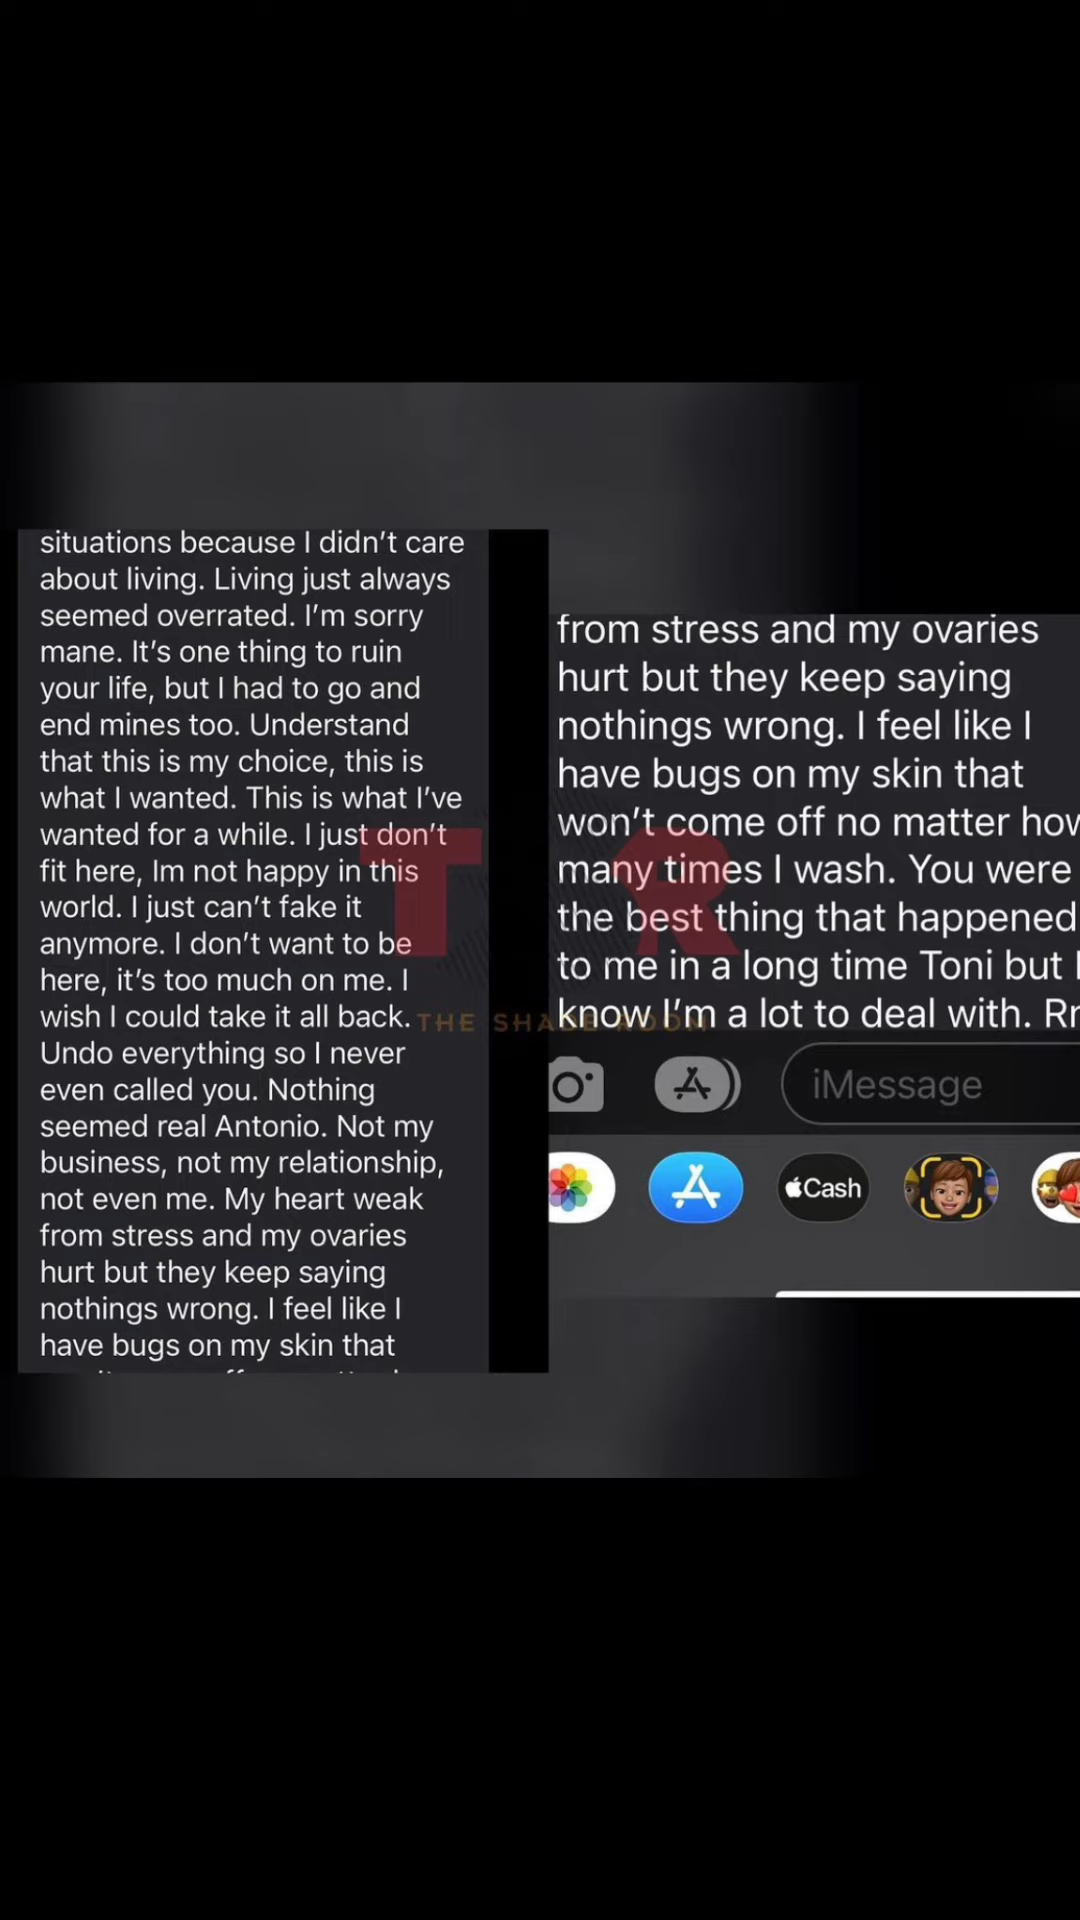 situations because I didn't care
about living. Living just always
seemed overrated. I'm sorry
mane. It's one thing to ruin
your life, but I had to go and
end mines too. Understand
that this is my choice, this is
what I wanted. This is what I've
wanted for a while. I just don't
fit here, Im not happy in this
world. I just can't fake it
anymore. I don't want to be
here, it's too much on me. I
wish I could take it all back.
Undo everything so I never
even called you. Nothing
seemed real Antonio. Not my
business, not my relationship,
not even me. My heart weak
from stress and my ovaries
hurt but they keep saying
nothings wrong. I feel like I
have bugs on my skin that
from stress and my ovaries
hurt but they keep saying
nothings wrong. I feel like I
have bugs on my skin that
won't come off no matter how
many times I wash. You were
the best thing that happened
to me in a long time Toni but I
know I'm a lot to deal with. Rr
T R
THE SHADE ROOM
iMessage
Cash